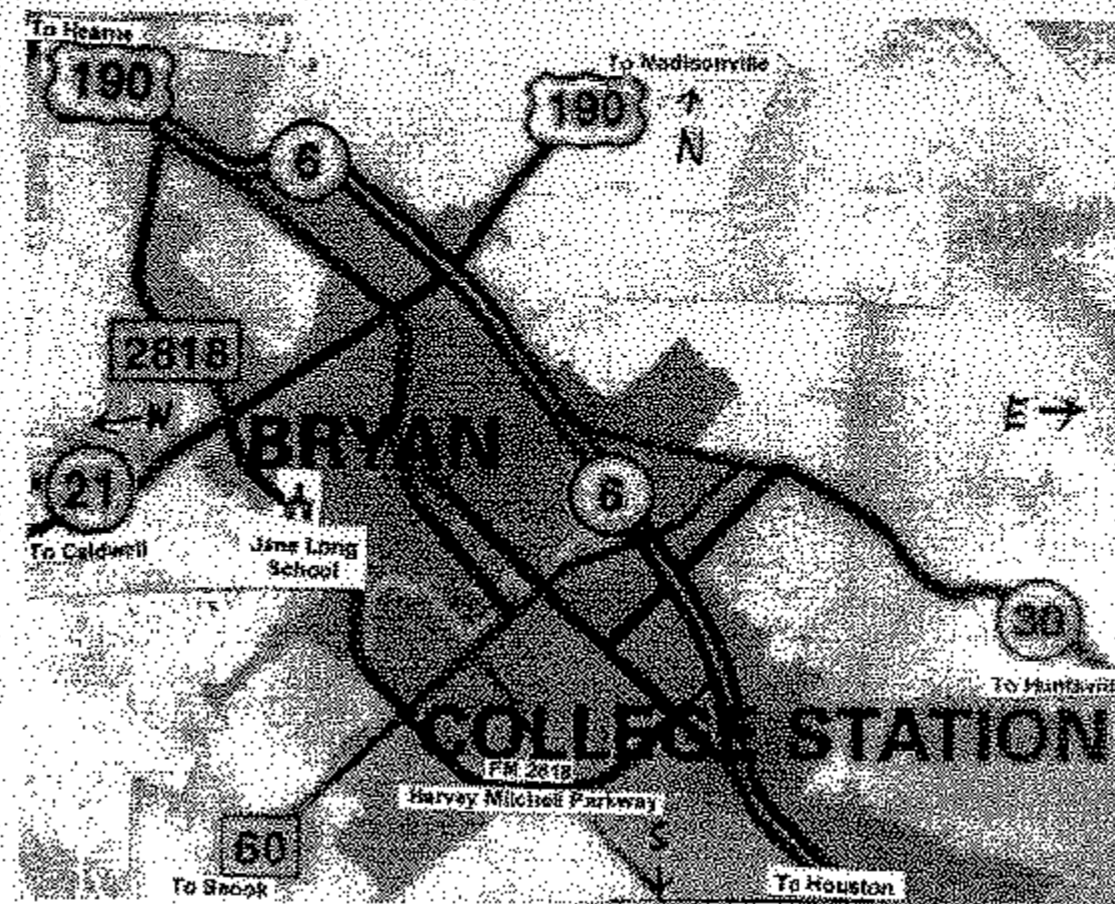 To Hearne
190
6
To Madisonville
190
N
2818
W
E
BRYAN
21
6
To Caldwell
Jane Long
School
30
To Huntsville
COLLEGE STATION
FM 2818
Harvey Mitchell Parkway
S
60
To Snook
To Houston